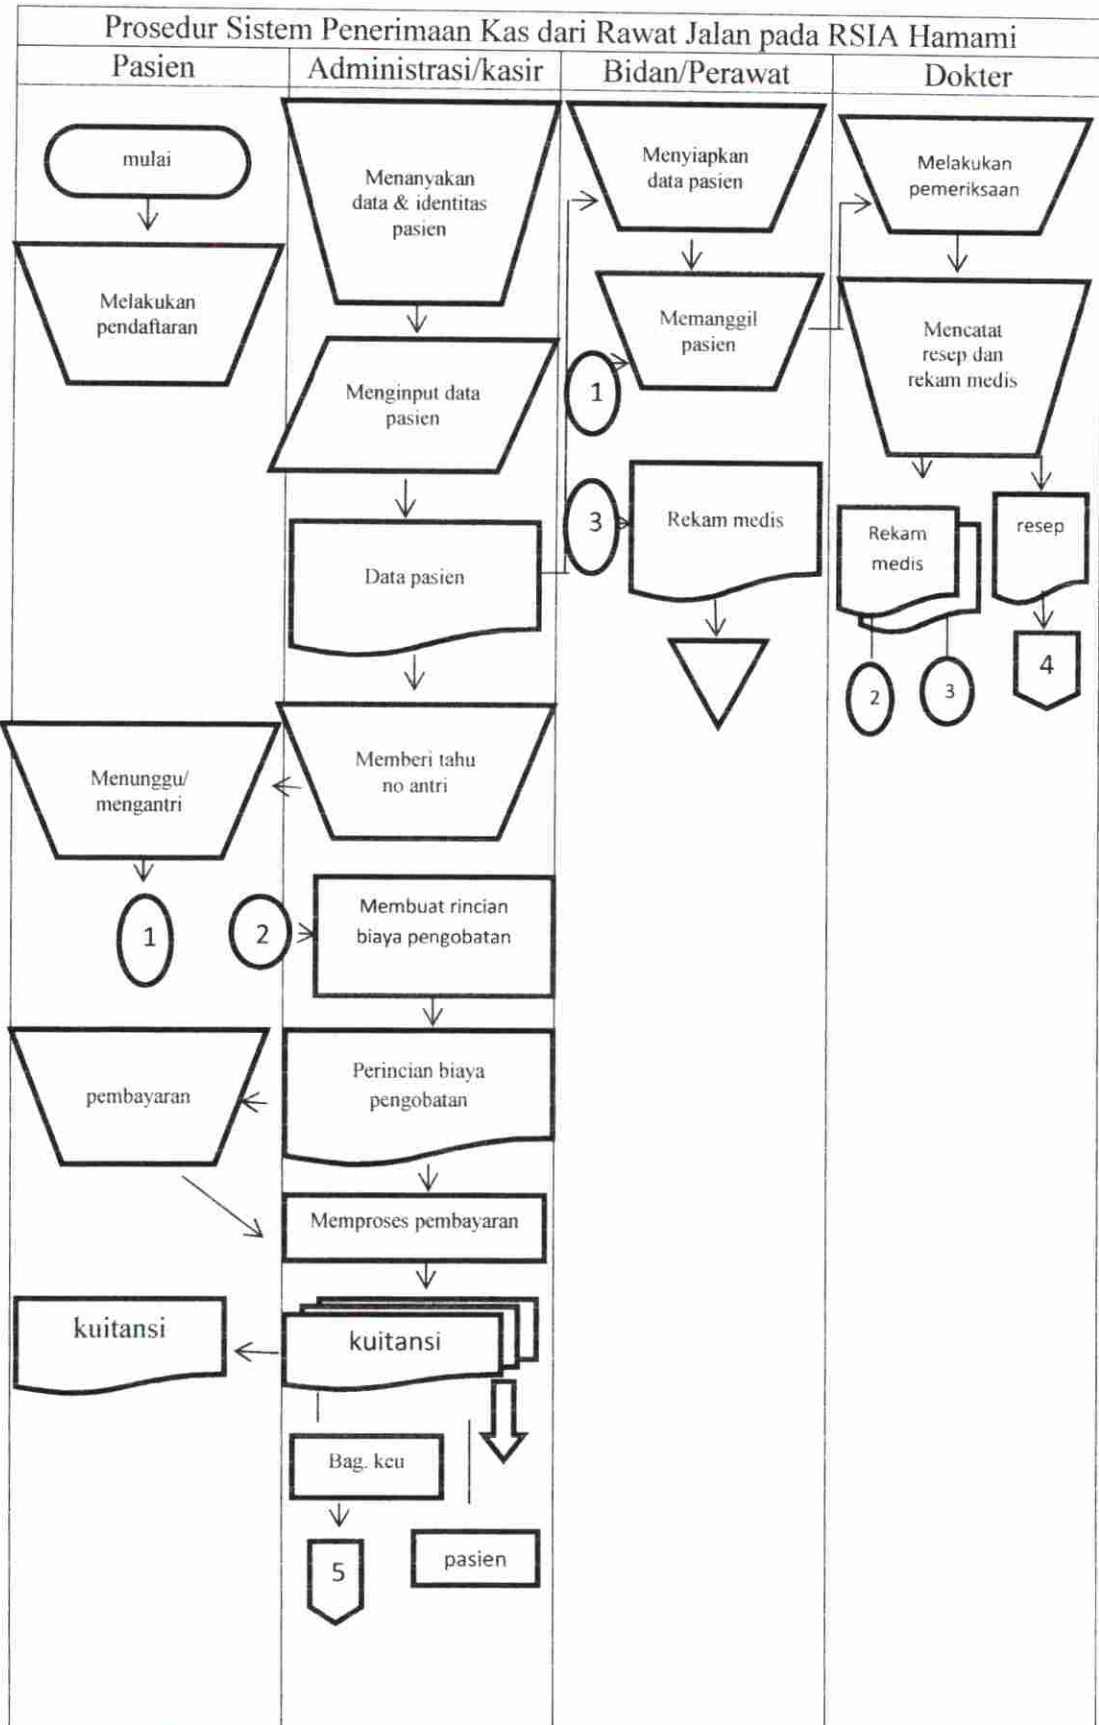 Prosedur Sistem Penerimaan Kas dari Rawat Jalan pada RSIA Hamami
Pasien
Administrasi/kasir
Bidan/Perawat
Dokter
mulai
Melakukan
pendaftaran
Menunggu/
mengantri
1
pembayaran
kuitansi
Menanyakan
data & identitas
pasien
Menginput data
pasien
Data pasien
Memberi tahu
no antri
2
Membuat rincian
biaya pengobatan
Perincian biaya
pengobatan
Memproses pembayaran
kuitansi
Bag. keu
5
pasien
Menyiapkan
data pasien
Memanggil
pasien
1
3
Rekam medis
Melakukan
pemeriksaan
Mencatat
resep dan
rekam medis
Rekam
medis
resep
2
3
4